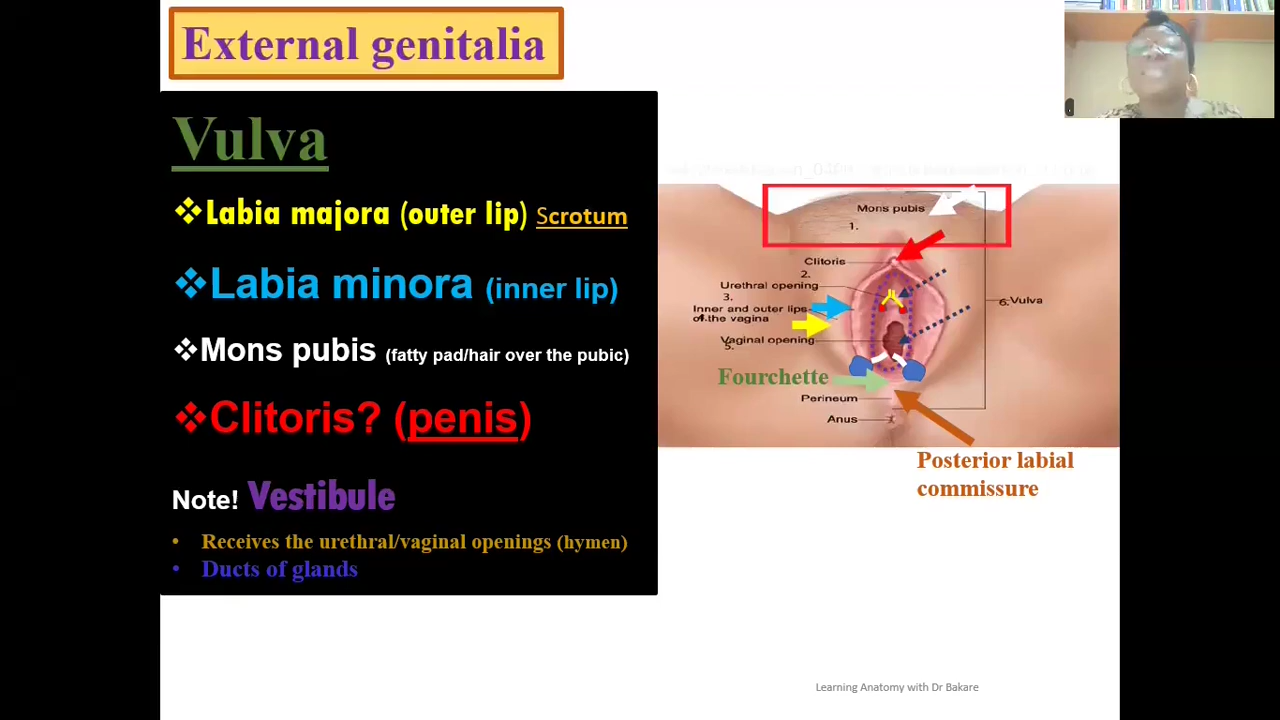 External genitalia
Vulva
❖Labia majora (outer lip) Scrotum
❖Labia minora (inner lip)
❖Mons pubis (fatty pad/hair over the pubic)
❖Clitoris? (penis)
Note! Vestibule
• Receives the urethral/vaginal openings (hymen)
• Ducts of glands
Mons pubis
1.
Clitoris
2.
Urethral opening
3.
Inner and outer lips
4.
of the vagina
Vaginal opening
5.
6.
Vulva
Fourchette
Perineum
Anus
Posterior labial
commissure
Learning Anatomy with Dr Bakare